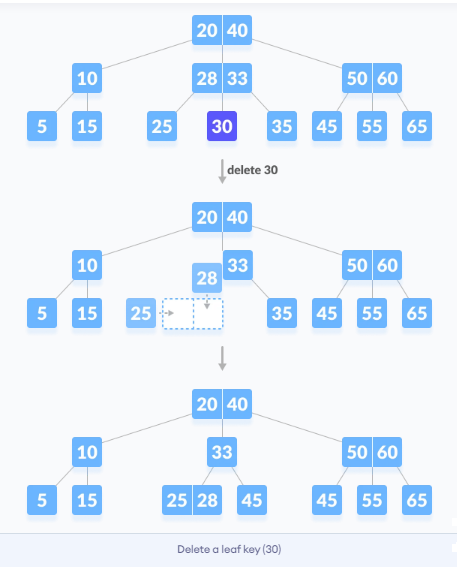 20 40
10 28 33 50 60
5 15 25 30 35 45 55 65
delete 30
20 40
10 33 50 60
28
5 15 25 35 45 55 65
20 40
10 33 50 60
5 15 25 28 45 45 55 65
Delete a leaf key (30)